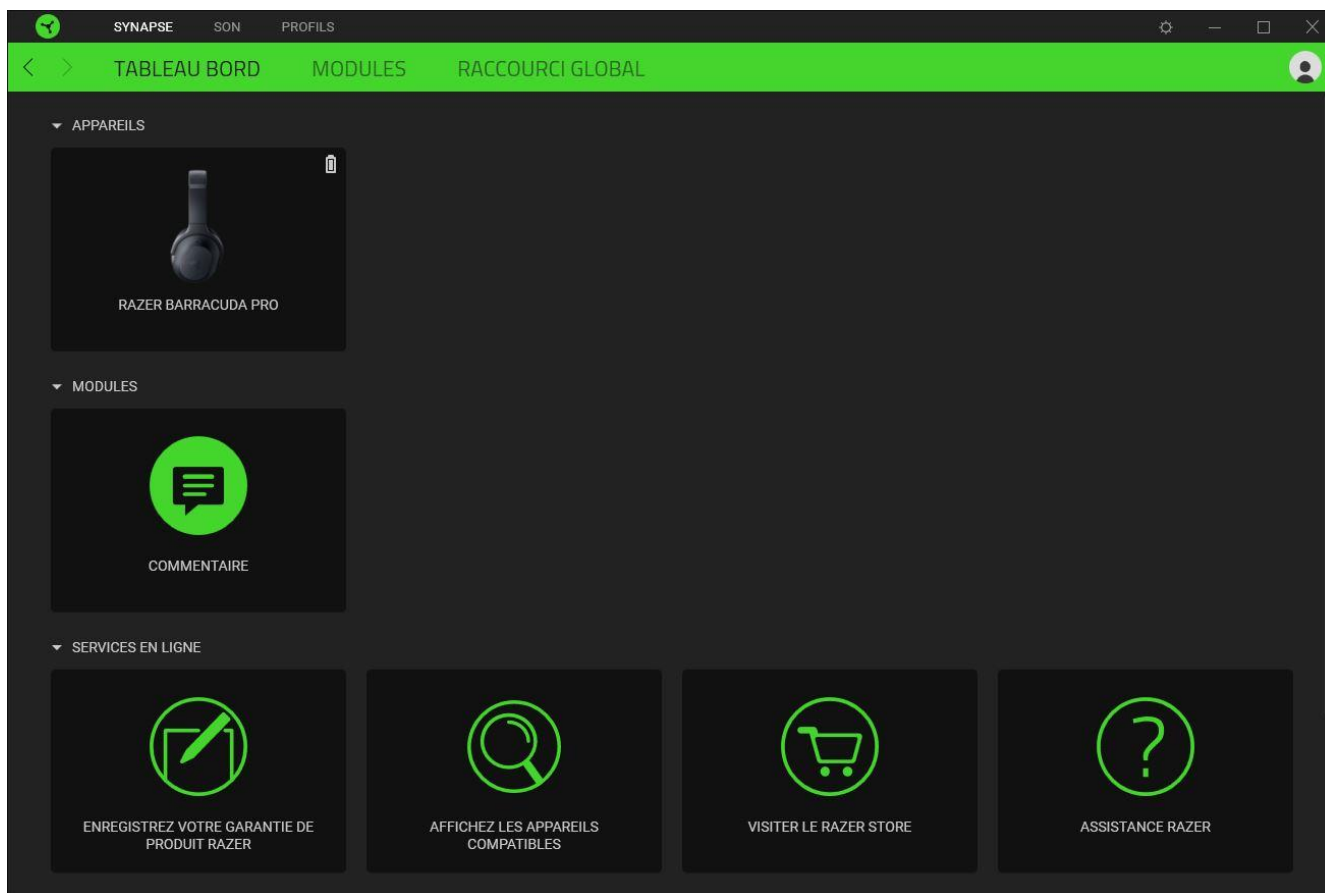 SYNAPSE SON PROFILS
TABLEAU BORD MODULES RACCOURCI GLOBAL
APPAREILS
RAZER BARRACUDA PRO
MODULES
COMMENTAIRE
SERVICES EN LIGNE
ENREGISTREZ VOTRE GARANTIE DE
PRODUIT RAZER
AFFICHEZ LES APPAREILS
COMPATIBLES
VISITER LE RAZER STORE
ASSISTANCE RAZER